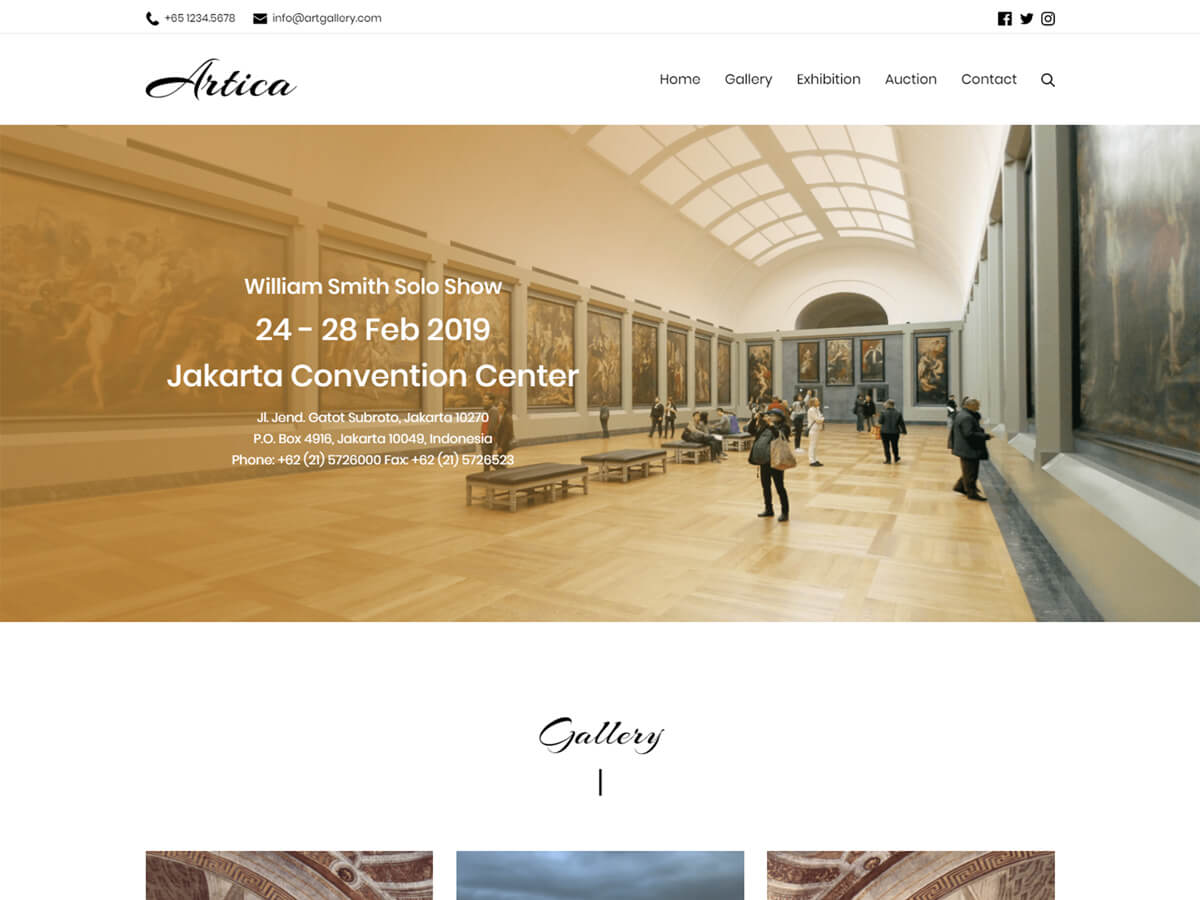 +65 1234.5678 info@artgallery.com
Artica
Home Gallery Exhibition Auction Contact
William Smith Solo Show
24 - 28 Feb 2019
Jakarta Convention Center
Jl. Jend. Gatot Subroto, Jakarta 10270
P.O. Box 4916, Jakarta 10049, Indonesia
Phone: +62 (21) 5726000 Fax: +62 (21) 5726523
Gallery